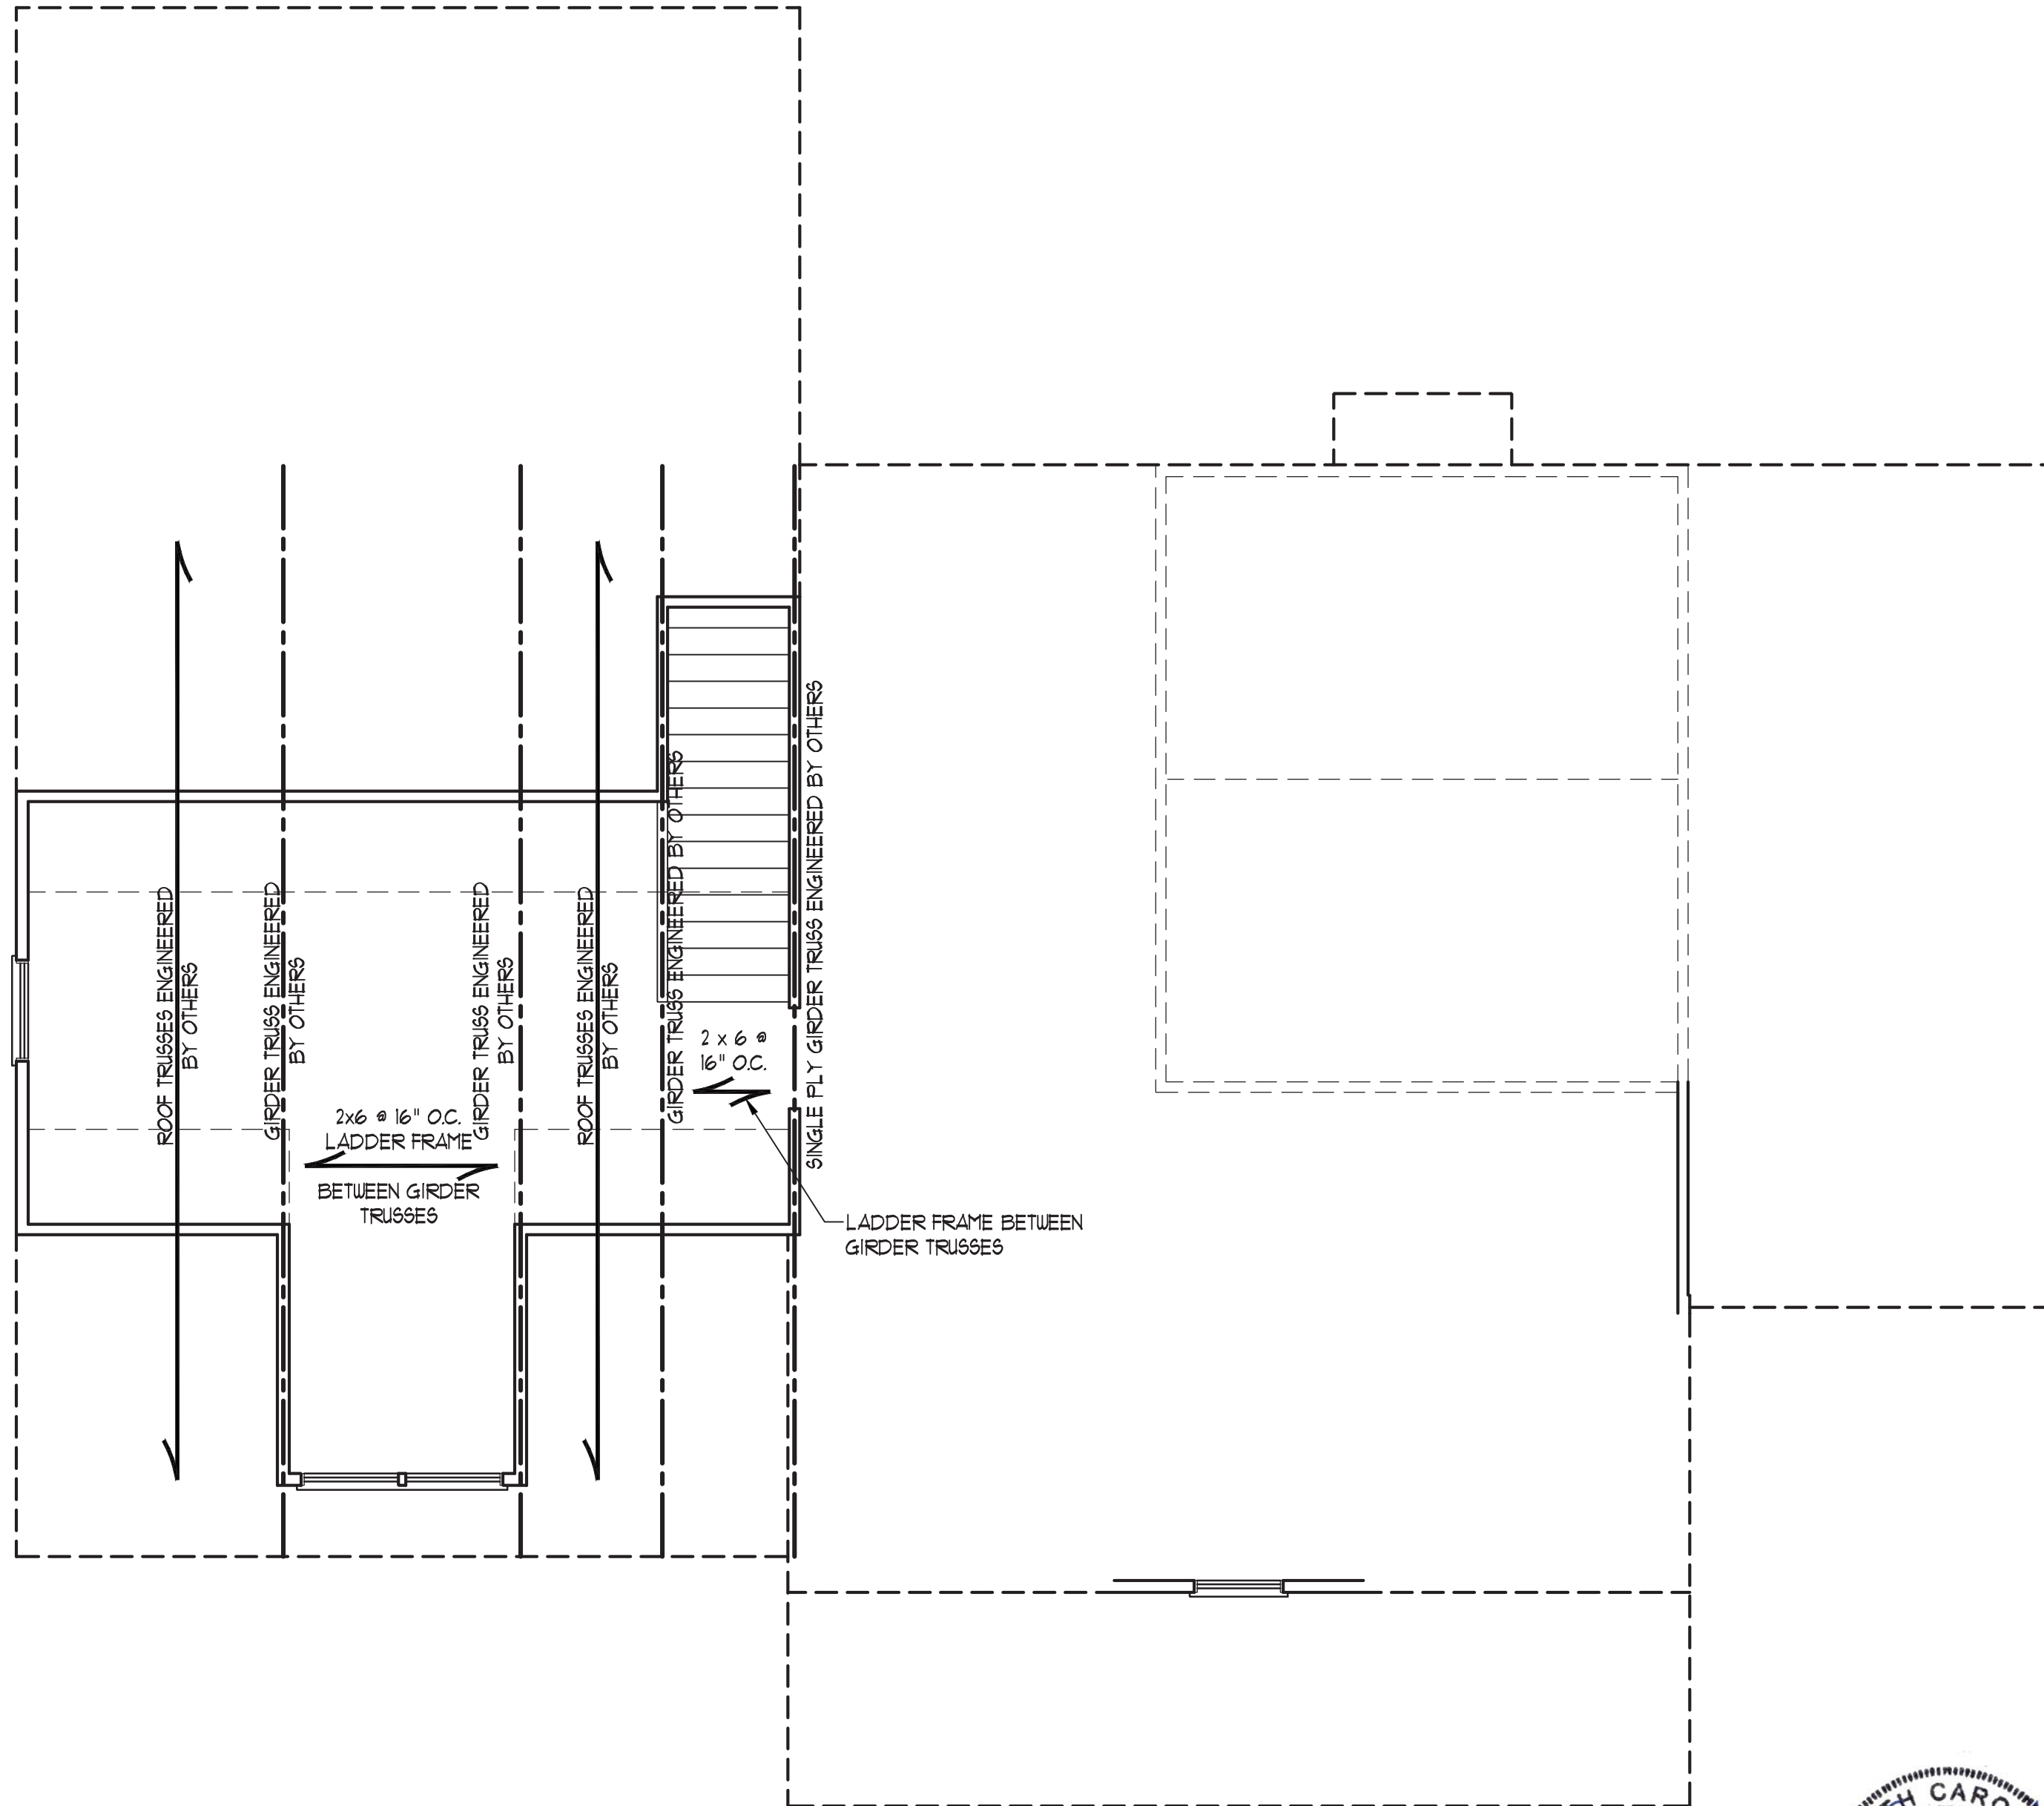 ROOF TRUSSES ENGINEERED
BY OTHERS
GIRDER TRUSS ENGINEERED
BY OTHERS
GIRDER TRUSS ENGINEERED
BY OTHERS
ROOF TRUSSES ENGINEERED
BY OTHERS
GIRDER TRUSS ENGINEERED BY OTHERS
SINGLE PLY GIRDER TRUSS ENGINEERED BY OTHERS
2 x 6 @
16" O.C.
2x6 @ 16" O.C.
LADDER FRAME
BETWEEN GIRDER
TRUSSES
LADDER FRAME BETWEEN
GIRDER TRUSSES